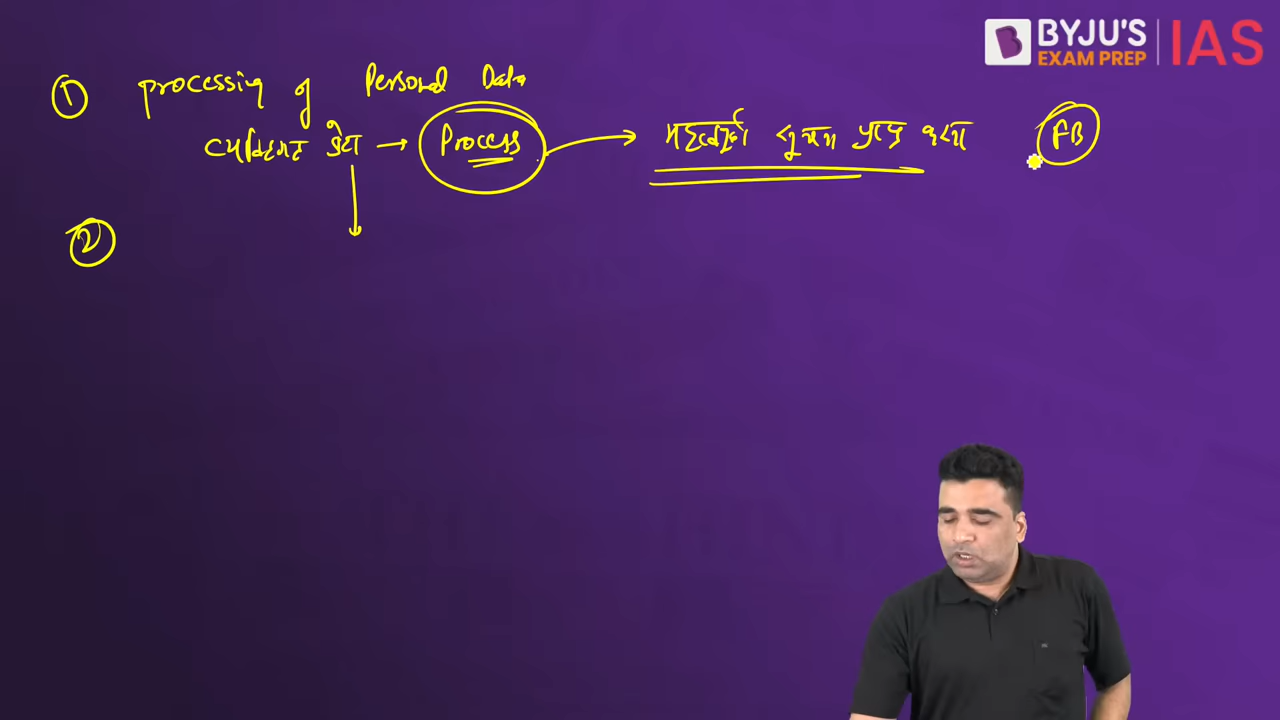 BYJU'S EXAM PREP IAS
① processing of Personal Data
व्यक्तिगत डेटा → Process → महत्वपूर्ण सूचना प्राप्त करना FB
②